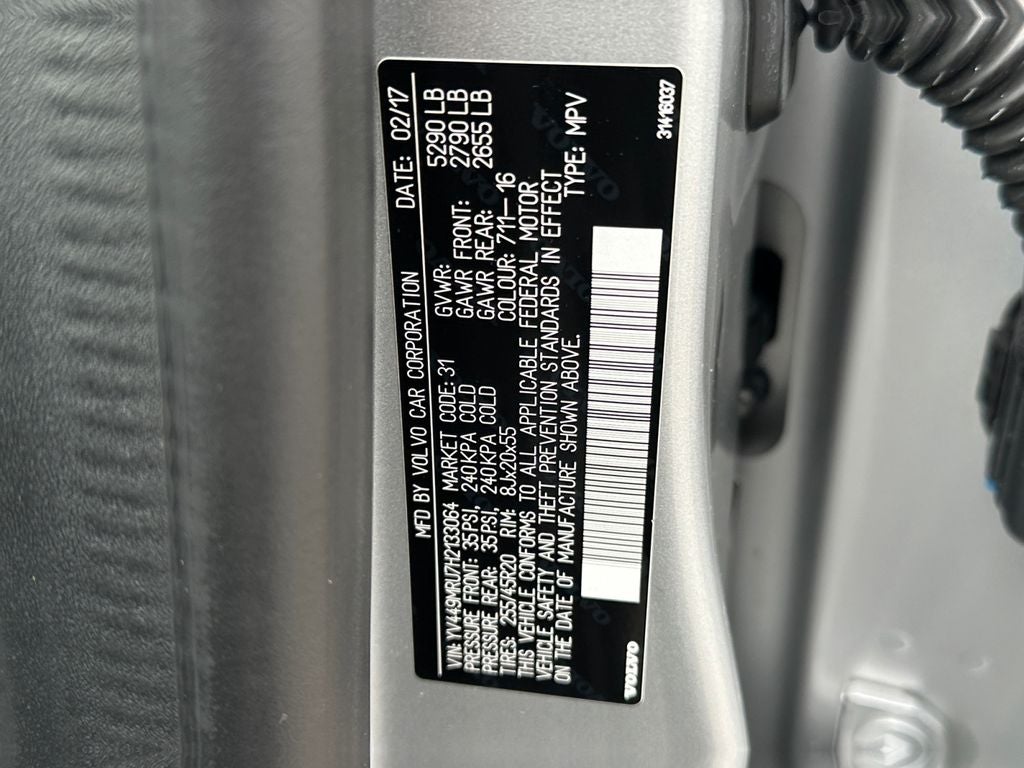 MFD BY VOLVO CAR CORPORATION DATE: 02/17
VIN: YV449MRU7H2133064 MARKET CODE: 31 GVWR: 5290 LB
PRESSURE FRONT: 35PSI, 240KPA COLD GAWR FRONT: 2790 LB
PRESSURE REAR: 35PSI, 240KPA COLD GAWR REAR: 2655 LB
TIRES: 255/45R20 RIM: 8Jx20x55 COLOUR: 711-16
THIS VEHICLE CONFORMS TO ALL APPLICABLE FEDERAL MOTOR
VEHICLE SAFETY AND THEFT PREVENTION STANDARDS IN EFFECT
ON THE DATE OF MANUFACTURE SHOWN ABOVE. TYPE: MPV
VOLVO 31416037